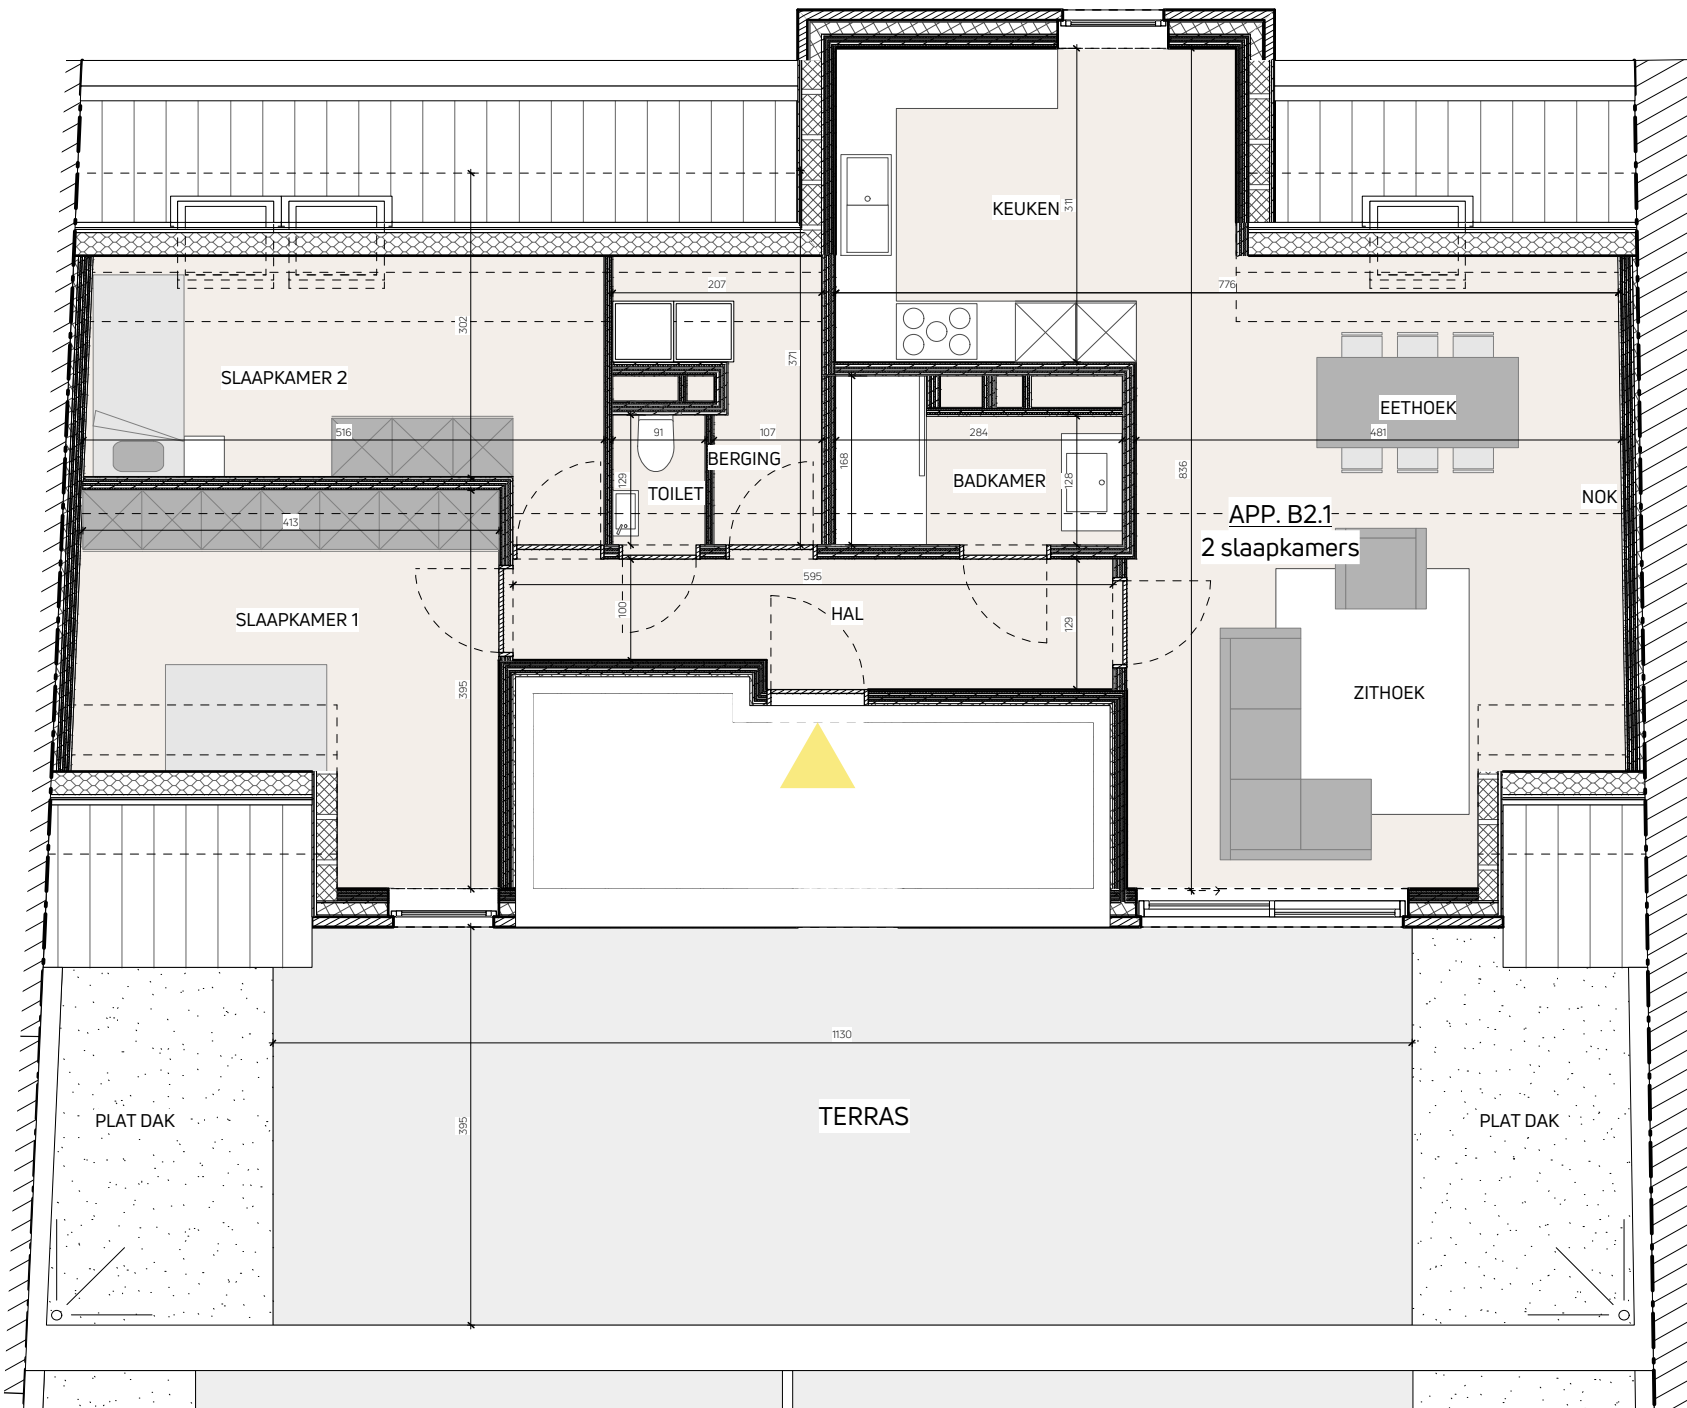 KEUKEN
311
207
776
302
371
SLAAPKAMER 2
EETHOEK
516
91
107
284
481
BERGING
168
836
129
128
BADKAMER
TOILET
NOK
APP. B2.1
2 slaapkamers
413
595
100
HAL
129
SLAAPKAMER 1
395
ZITHOEK
1130
TERRAS
395
PLAT DAK
PLAT DAK